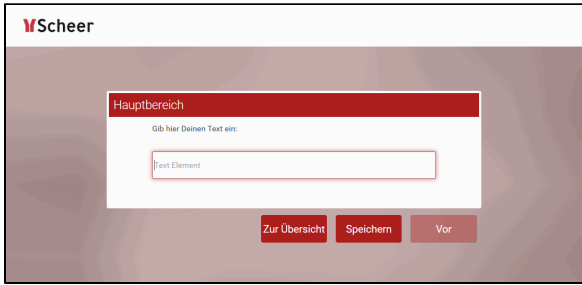 Scheer
Hauptbereich
Gib hier Deinen Text ein:
Text Element
Zur Übersicht
Speichern
Vor